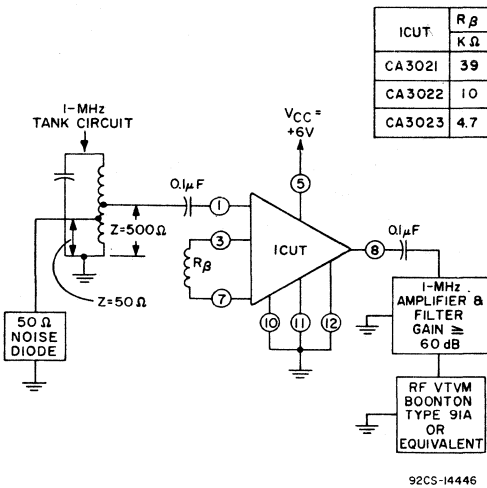 ICUT
Rβ
KΩ
CA3021 39
CA3022 10
CA3023 4.7
1-MHz
TANK CIRCUIT
VCC =
+6V
0.1μF
1
5
Z=500Ω
3
Rβ
7
ICUT
8
0.1μF
Z=50Ω
10
11
12
50 Ω
NOISE
DIODE
1-MHz
AMPLIFIER &
FILTER
GAIN ≥
60 dB
RF VTVM
BOONTON
TYPE 91A
OR
EQUIVALENT
92CS-14446